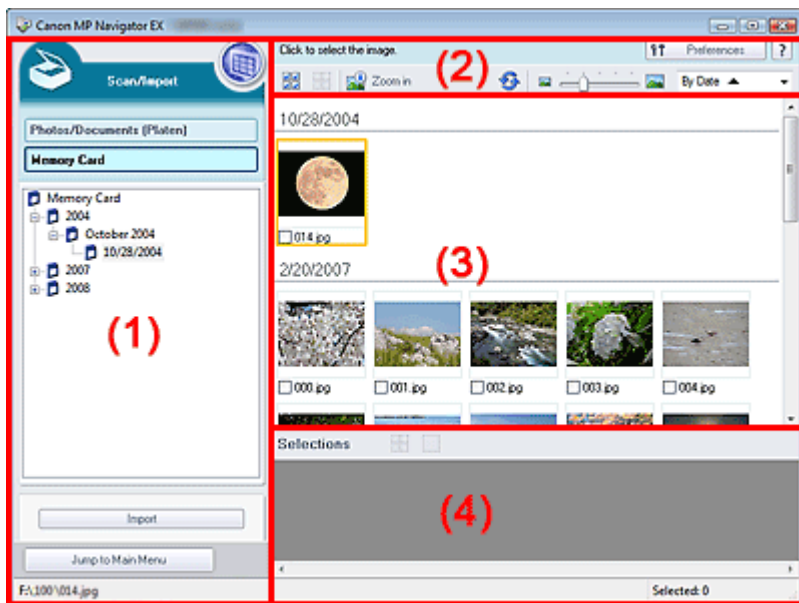 Canon MP Navigator EX
Scan/Import
Photos/Documents (Platen)
Memory Card
Memory Card
2004
October 2004
10/28/2004
2007
2008
(1)
Import
Jump to Main Menu
F:\100\014.jpg
Click to select the image.
Preferences
?
(2)
Zoom in
By Date
10/28/2004
014.jpg
(3)
2/20/2007
000.jpg
001.jpg
002.jpg
003.jpg
004.jpg
Selections
(4)
Selected: 0